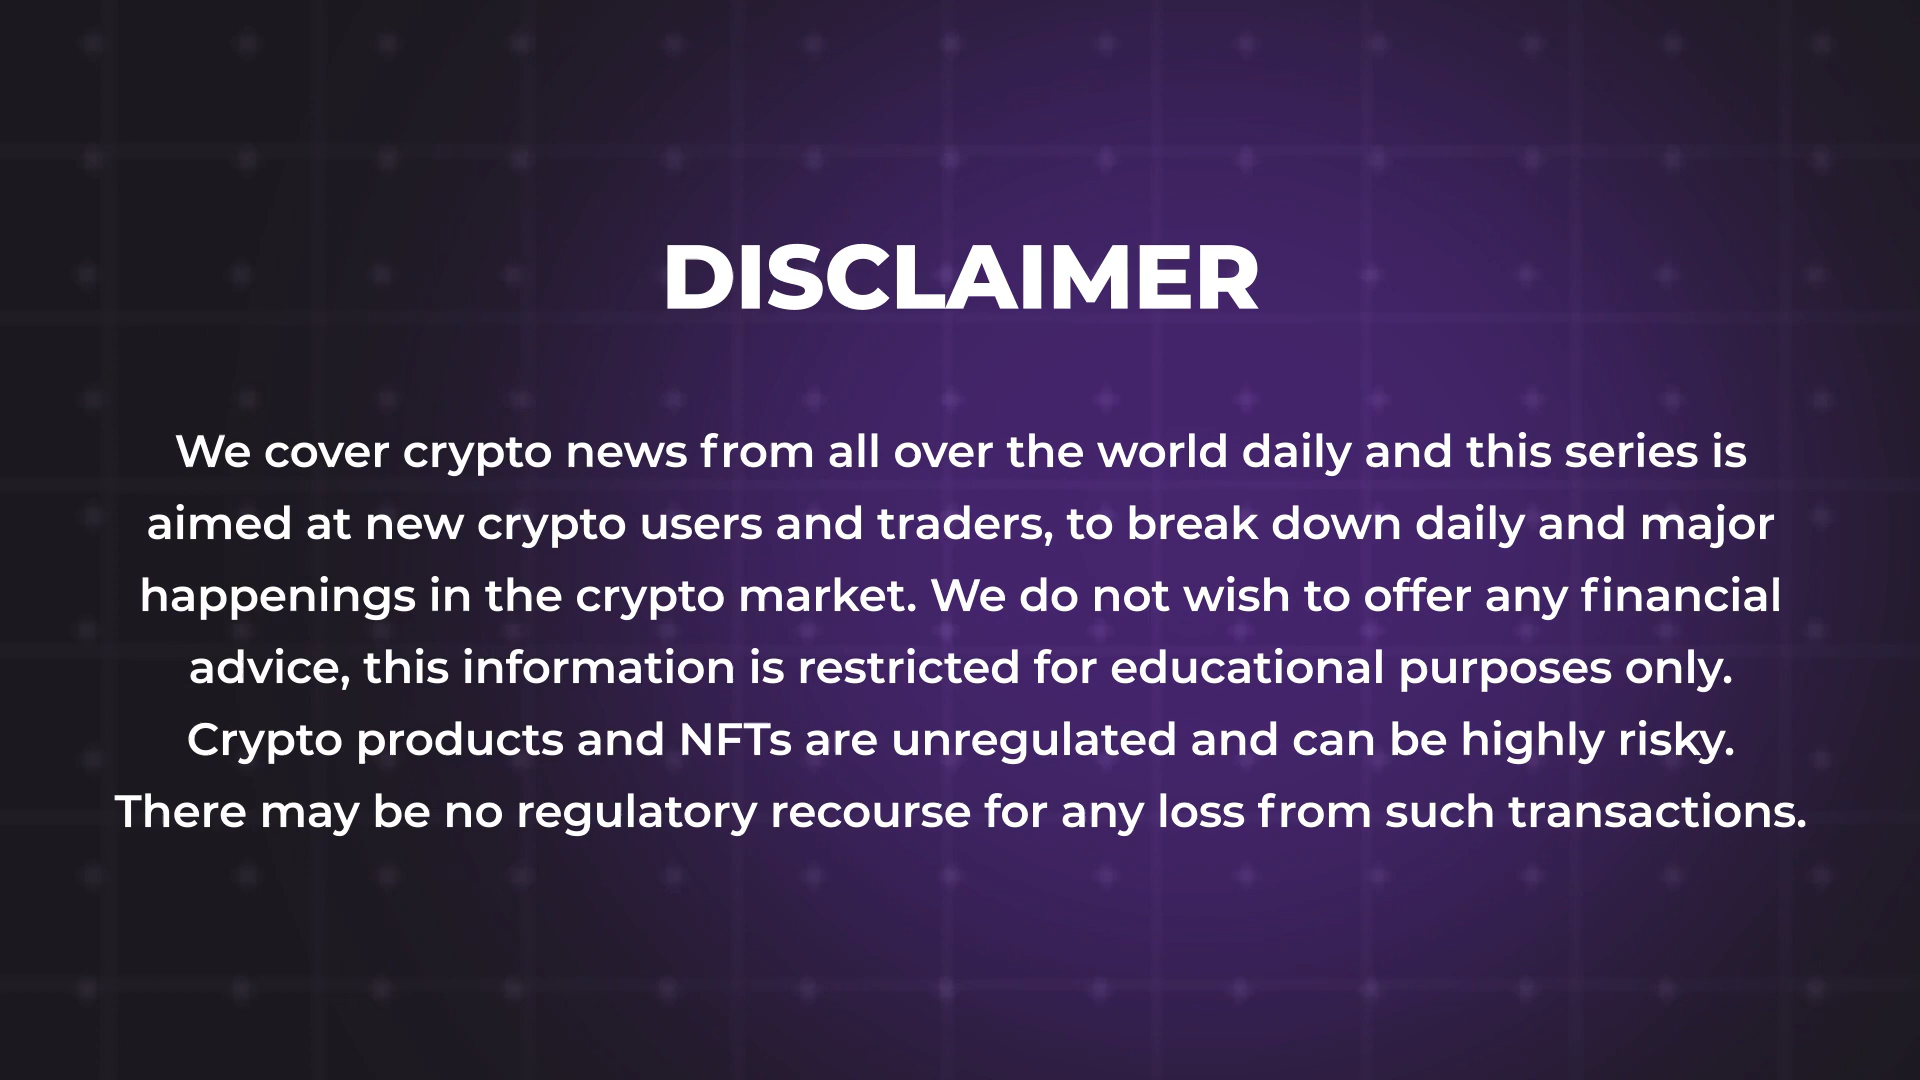 DISCLAIMER
We cover crypto news from all over the world daily and this series is
aimed at new crypto users and traders, to break down daily and major
happenings in the crypto market. We do not wish to offer any financial
advice, this information is restricted for educational purposes only.
Crypto products and NFTs are unregulated and can be highly risky.
There may be no regulatory recourse for any loss from such transactions.